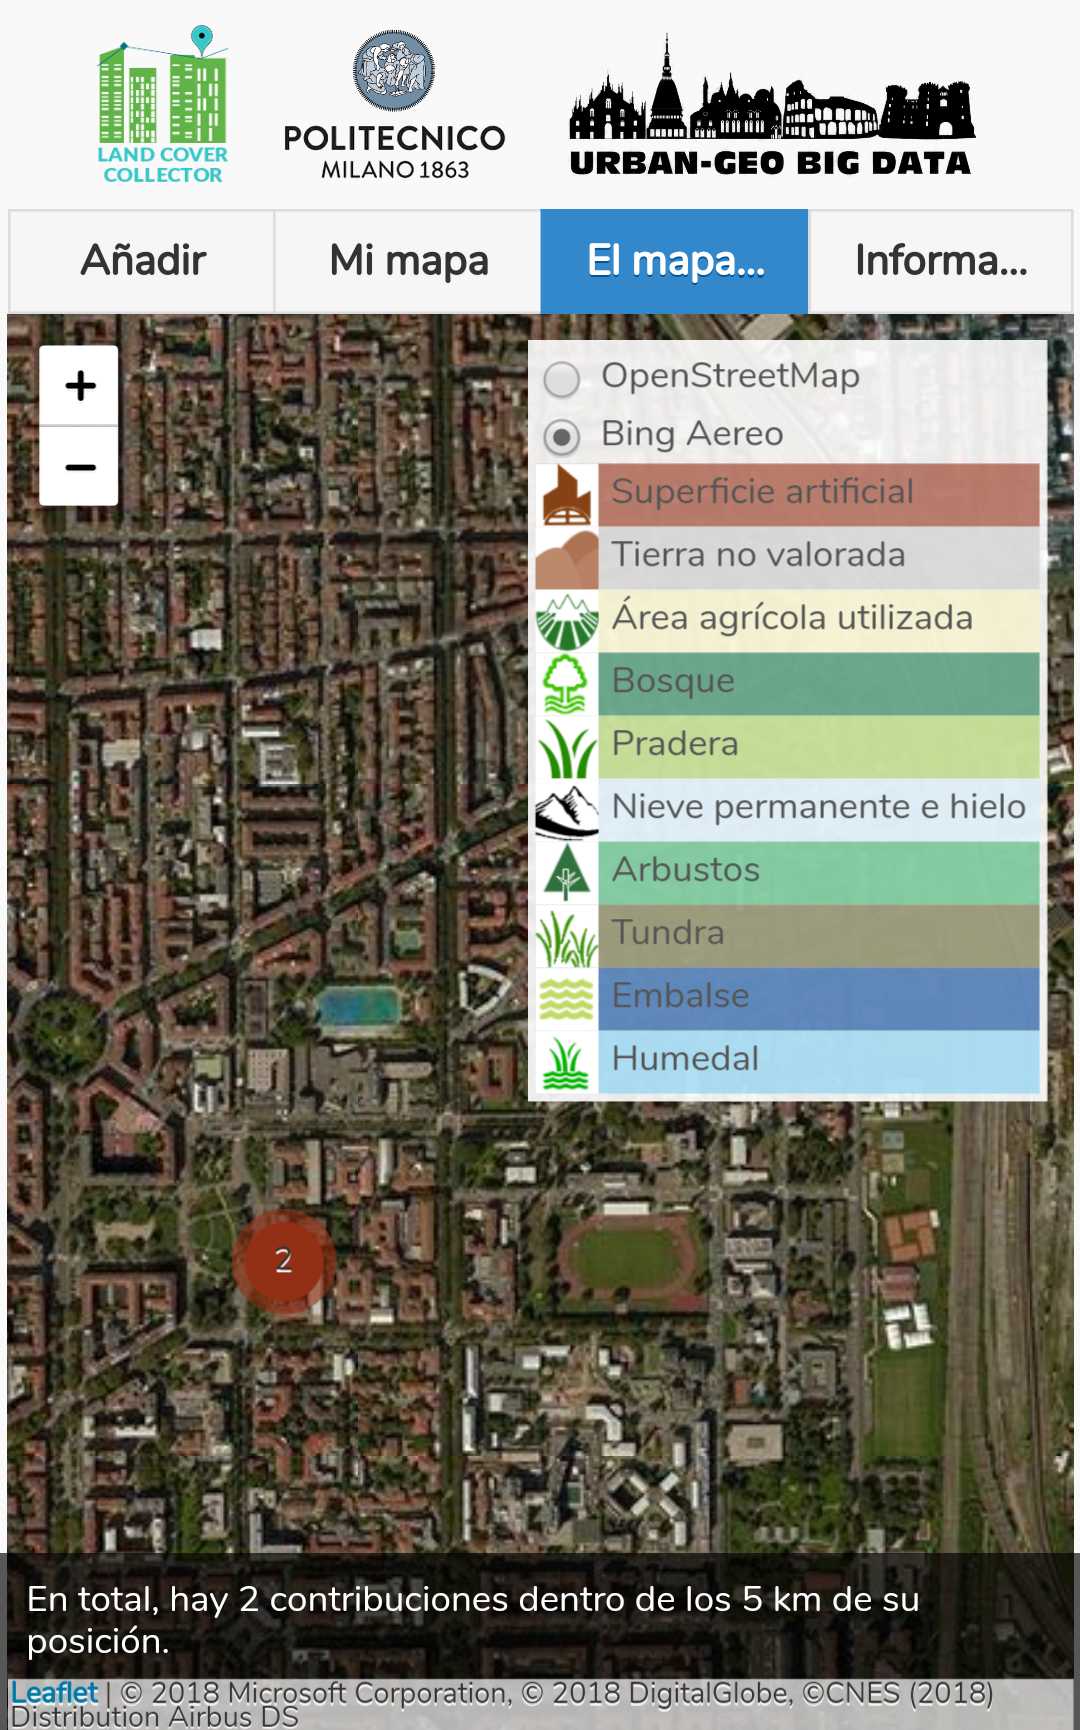 LAND COVER
COLLECTOR
POLITECNICO
MILANO 1863
URBAN-GEO BIG DATA
Añadir
Mi mapa
El mapa...
Informa...
+
−
OpenStreetMap
Bing Aereo
Superficie artificial
Tierra no valorada
Área agrícola utilizada
Bosque
Pradera
Nieve permanente e hielo
Arbustos
Tundra
Embalse
Humedal
2
En total, hay 2 contribuciones dentro de los 5 km de su
posición.
Leaflet | © 2018 Microsoft Corporation, © 2018 DigitalGlobe, ©CNES (2018)
Distribution Airbus DS